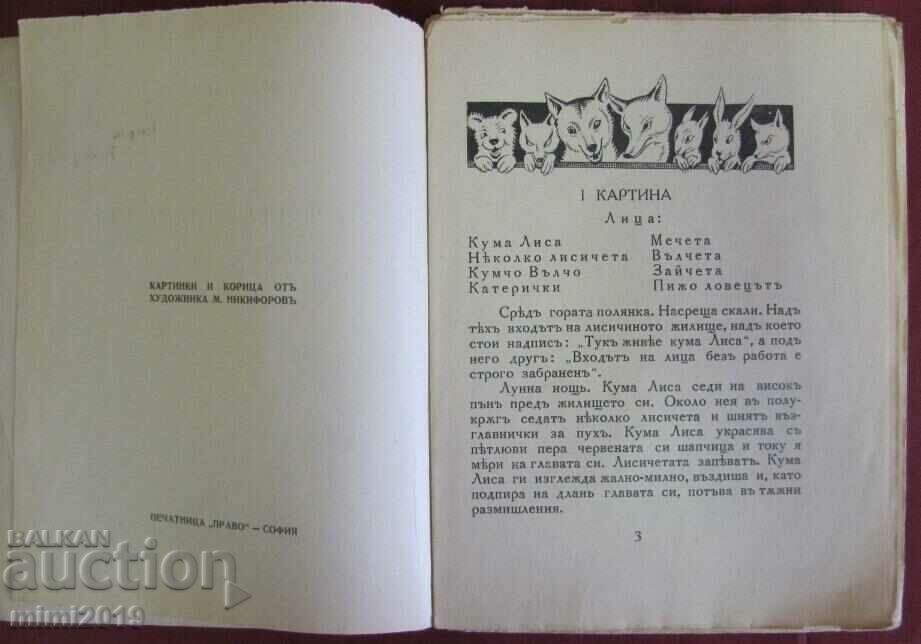 КАРТИНКИ И КОРИЦА ОТЪ
ХУДОЖНИКА М. НИКИФОРОВЪ
ПЕЧАТНИЦА „ПРАВО“ — СОФИЯ
I КАРТИНА
Лица:
Кума Лиса
Нѣколко лисичета
Кумчо Вълчо
Катерички
Мечета
Вълчета
Зайчета
Пижо ловецътъ
Срѣдъ гората полянка. Насреща скали. Надъ
тѣхъ входътъ на лисичиното жилище, надъ което
стои надписъ: „Тукъ живѣе кума Лиса“, а подъ
него другъ: „Входътъ на лица безъ работа е
строго забраненъ“.
Лунна нощь. Кума Лиса седи на високъ
пънъ предъ жилището си. Около нея въ полу-
крѫгъ седатъ нѣколко лисичета и шиятъ въз-
главнички за пухъ. Кума Лиса украсява съ
пѣтлюви пера червената си шапчица и току я
мѣри на главата си. Лисичетата запѣватъ. Кума
Лиса ги изглежда жално-милно, въздиша и, като
подпира на длань главата си, потъва въ тѫжни
размишления.
3
BALKAN
auction
mimi2019